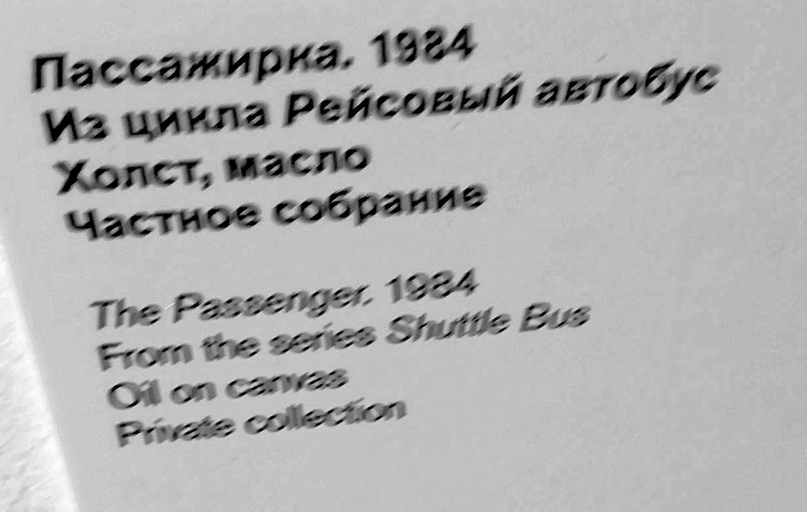 Пассажирка. 1984
Из цикла Рейсовый автобус
Холст, масло
Частное собрание
The Passenger. 1984
From the series Shuttle Bus
Oil on canvas
Private collection